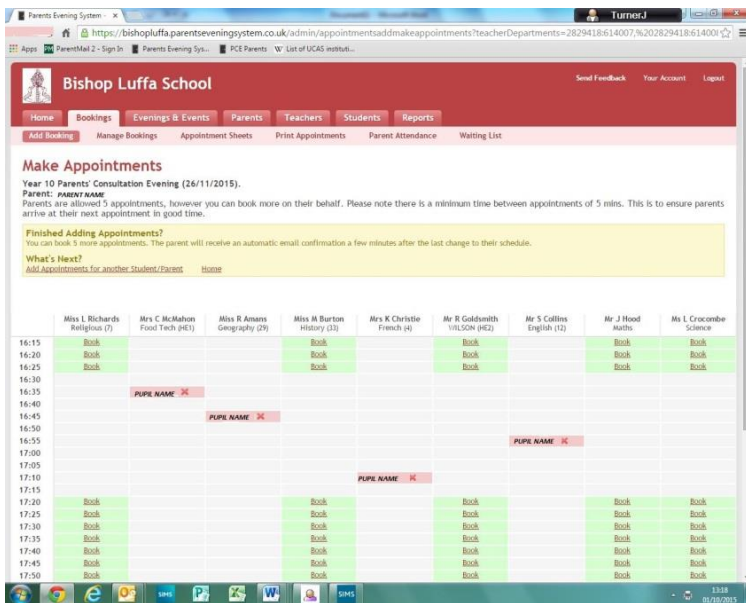 Parents Evening System - ×
TurnerJ
https://bishopluffa.parentseveningsystem.co.uk/admin/appointmentsaddmakeappointments?teacherDepartments=2829418:614007,%202829418:61400
Apps PM ParentMail 2 - Sign In Parents Evening Sys... PCE Parents W List of UCAS instituti...
Bishop Luffa School
Send Feedback Your Account Logout
Home Bookings Evenings & Events Parents Teachers Students Reports
Add Booking Manage Bookings Appointment Sheets Print Appointments Parent Attendance Waiting List
Make Appointments
Year 10 Parents' Consultation Evening (26/11/2015).
Parent: PARENT NAME
Parents are allowed 5 appointments, however you can book more on their behalf. Please note there is a minimum time between appointments of 5 mins. This is to ensure parents
arrive at their next appointment in good time.
Finished Adding Appointments?
You can book 5 more appointments. The parent will receive an automatic email confirmation a few minutes after the last change to their schedule.
What's Next?
Add Appointments for another Student/Parent Home
Miss L Richards Mrs C McMahon Miss R Amans Miss M Burton Mrs K Christie Mr R Goldsmith Mr S Collins Mr J Hood Ms L Crocombe
Religious (7) Food Tech (HE1) Geography (29) History (33) French (4) WILSON (HE2) English (12) Maths Science
16:15 Book Book Book Book Book
16:20 Book Book Book Book Book
16:25 Book Book Book Book Book
16:30
16:35 PUPIL NAME
16:40
16:45 PUPIL NAME
16:50
16:55 PUPIL NAME
17:00
17:05
17:10 PUPIL NAME
17:15
17:20 Book Book Book Book Book
17:25 Book Book Book Book Book
17:30 Book Book Book Book Book
17:35 Book Book Book Book Book
17:40 Book Book Book Book Book
17:45 Book Book Book Book Book
17:50 Book Book Book Book Book
SIMS SIMS 13:18
01/10/2015